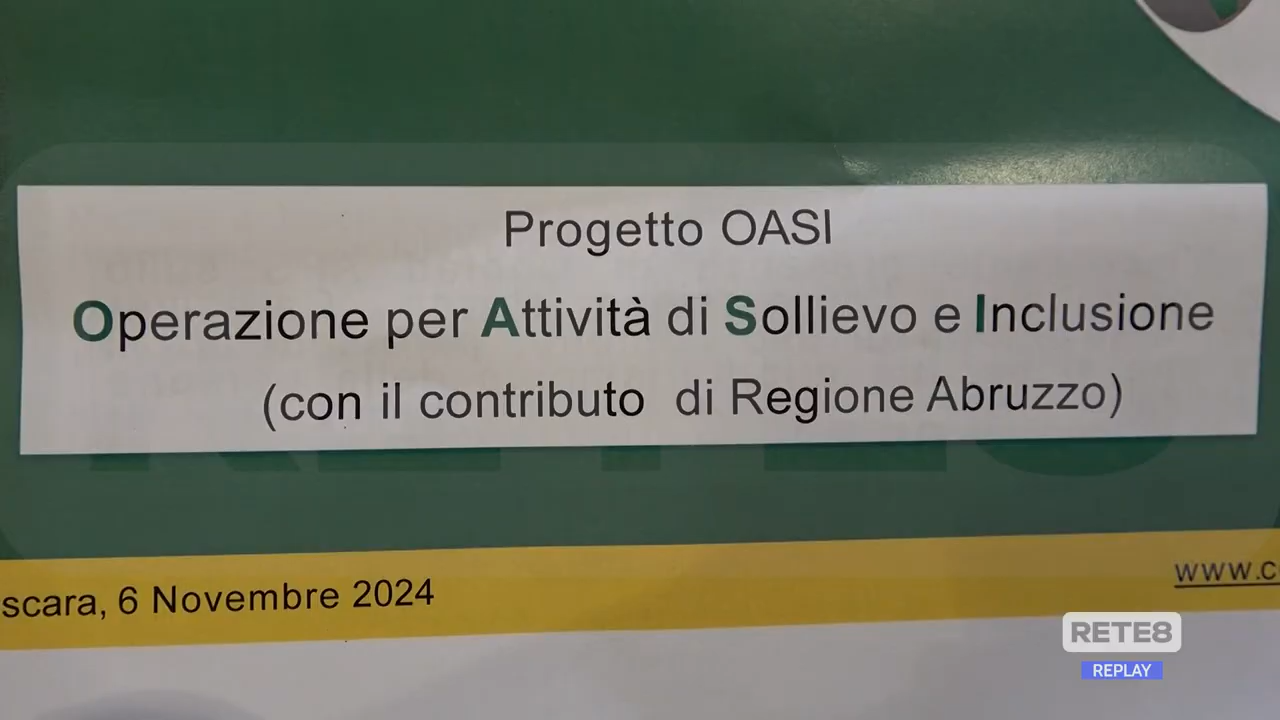 Progetto OASI
Operazione per Attività di Sollievo e Inclusione
(con il contributo di Regione Abruzzo)
scara, 6 Novembre 2024
www.c
RETE8
REPLAY